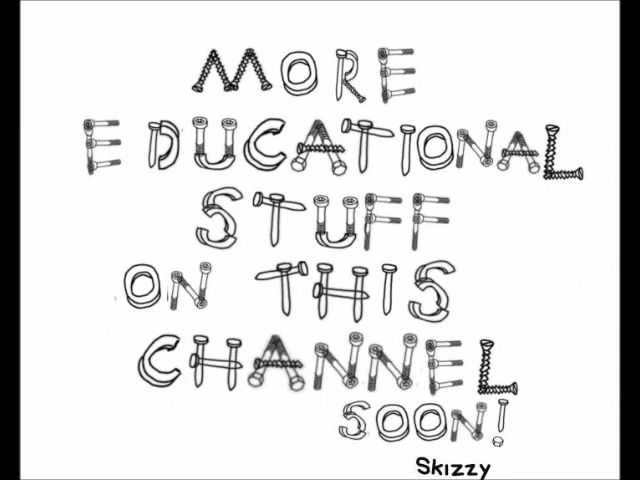 MORE
EDUCATIONAL
STUFF
ON THIS
CHANNEL
SOON!
Skizzy